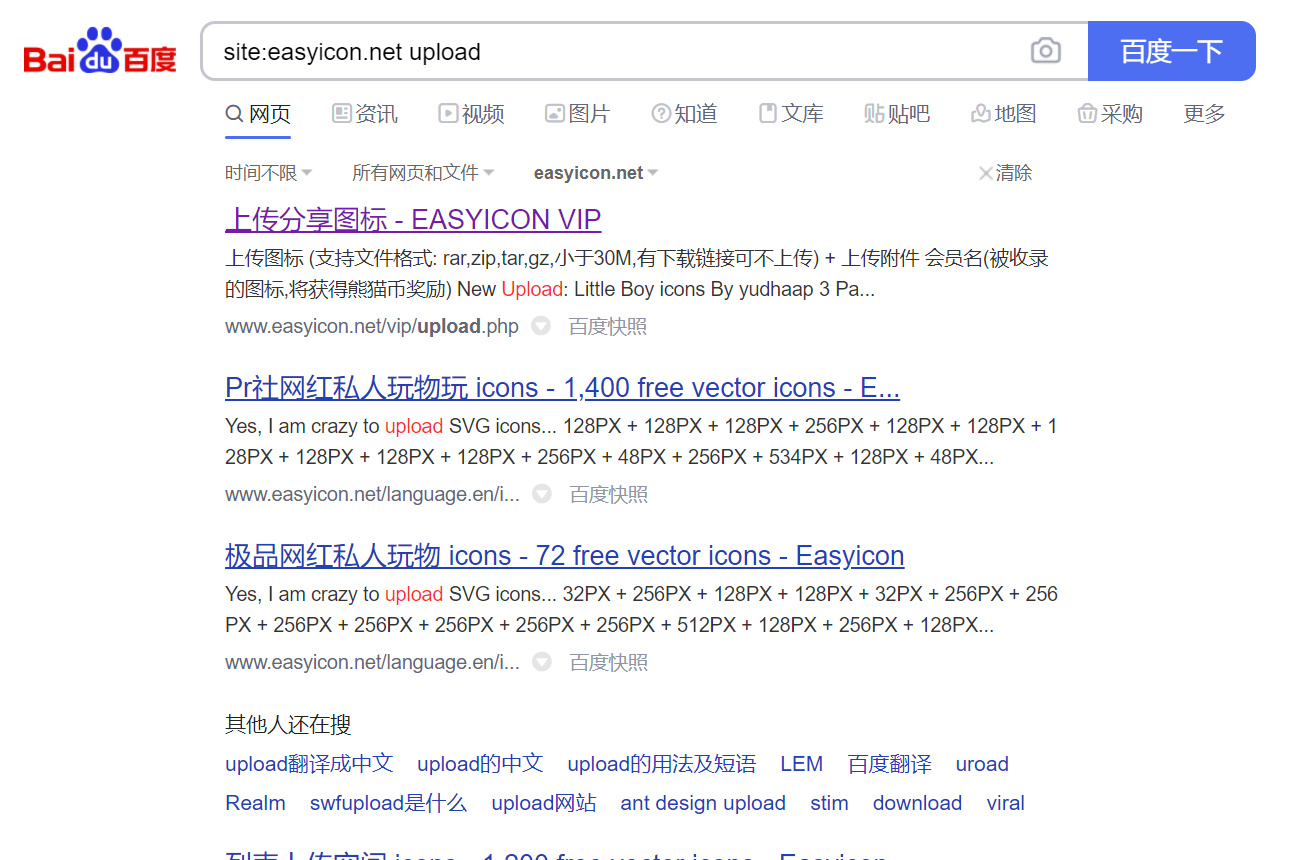 Bai du 百度
site:easyicon.net upload
百度一下
网页 资讯 视频 图片 知道 文库 贴吧 地图 采购 更多
时间不限 所有网页和文件 easyicon.net 清除
上传分享图标 - EASYICON VIP
上传图标 (支持文件格式: rar,zip,tar,gz,小于30M,有下载链接可不上传) + 上传附件 会员名(被收录
的图标,将获得熊猫币奖励) New Upload: Little Boy icons By yudhaap 3 Pa...
www.easyicon.net/vip/upload.php 百度快照
Pr社网红私人玩物玩 icons - 1,400 free vector icons - E...
Yes, I am crazy to upload SVG icons... 128PX + 128PX + 128PX + 256PX + 128PX + 128PX + 1
28PX + 128PX + 128PX + 128PX + 256PX + 48PX + 256PX + 534PX + 128PX + 48PX...
www.easyicon.net/language.en/i... 百度快照
极品网红私人玩物 icons - 72 free vector icons - Easyicon
Yes, I am crazy to upload SVG icons... 32PX + 256PX + 128PX + 128PX + 32PX + 256PX + 256
PX + 256PX + 256PX + 256PX + 256PX + 256PX + 512PX + 128PX + 256PX + 128PX...
www.easyicon.net/language.en/i... 百度快照
其他人还在搜
upload翻译成中文 upload的中文 upload的用法及短语 LEM 百度翻译 uroad
Realm swfupload是什么 upload网站 ant design upload stim download viral
icons - 1,200 free vector icons - Easyicon